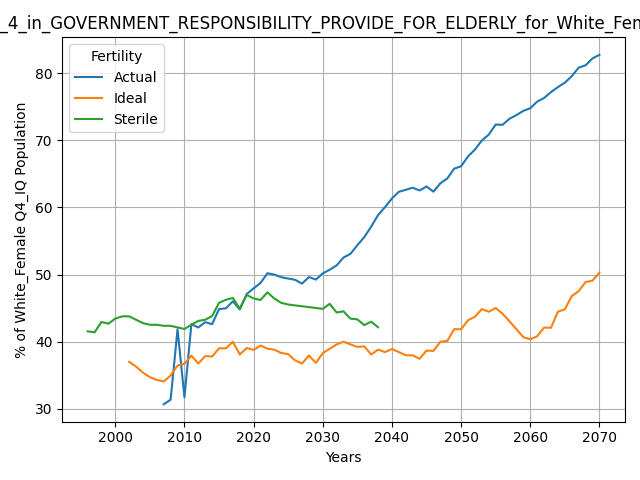 _4_in_GOVERNMENT_RESPONSIBILITY_PROVIDE_FOR_ELDERLY_for_White_Fem
Fertility
Actual
Ideal
Sterile
% of White_Female Q4_IQ Population
80
70
60
50
40
30
2000 2010 2020 2030 2040 2050 2060 2070
Years